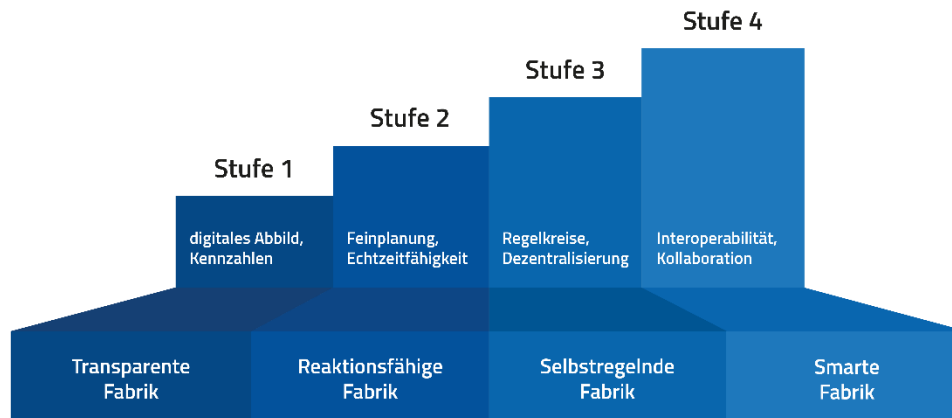 Stufe 1
Stufe 2
Stufe 3
Stufe 4
digitales Abbild,
Kennzahlen
Feinplanung,
Echtzeitfähigkeit
Regelkreise,
Dezentralisierung
Interoperabilität,
Kollaboration
Transparente
Fabrik
Reaktionsfähige
Fabrik
Selbstregelnde
Fabrik
Smarte
Fabrik